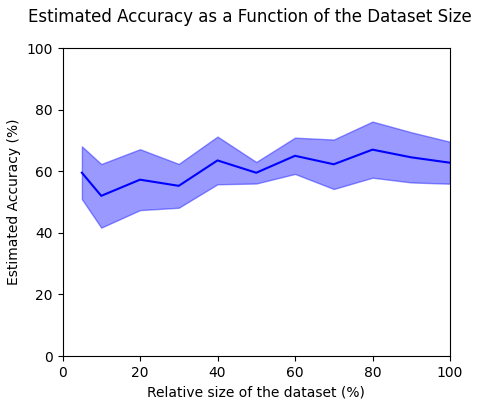 Estimated Accuracy as a Function of the Dataset Size
100
80
60
40
20
0
Estimated Accuracy (%)
0 20 40 60 80 100
Relative size of the dataset (%)